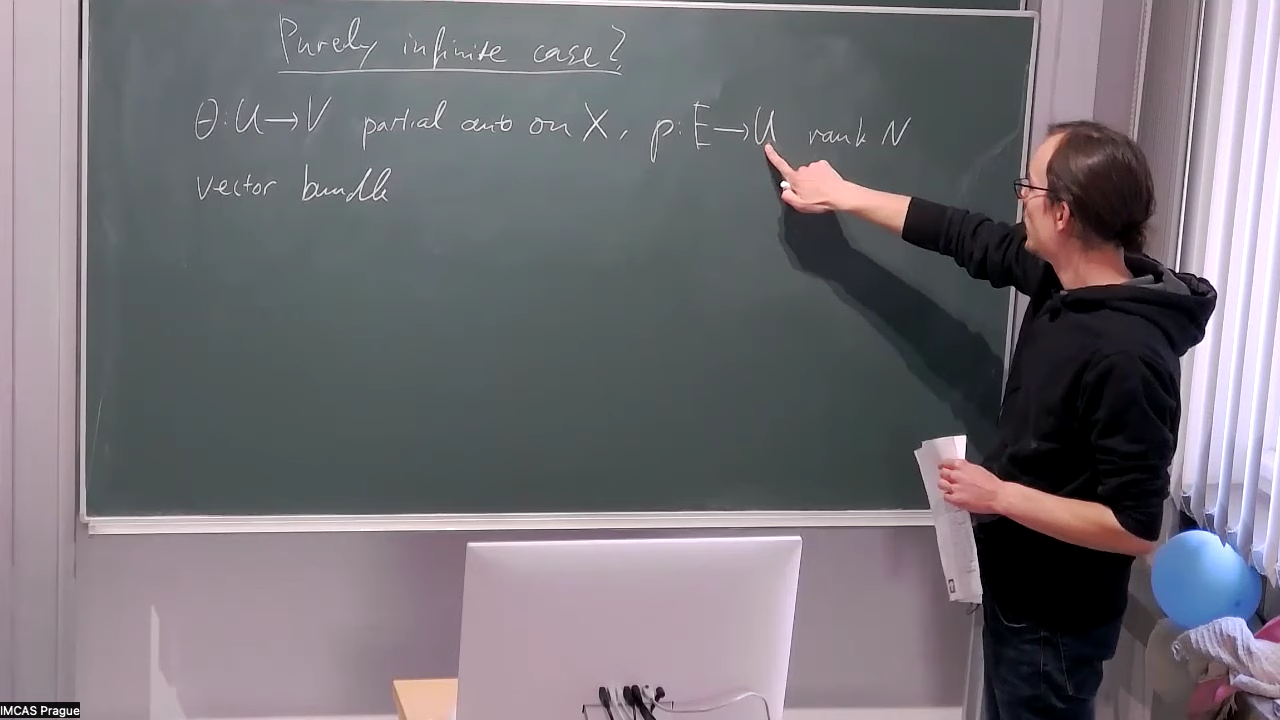 Purely infinite case?
θ: U → V partial auto on X, p: E → U rank N
vector bundle
IMCAS Prague